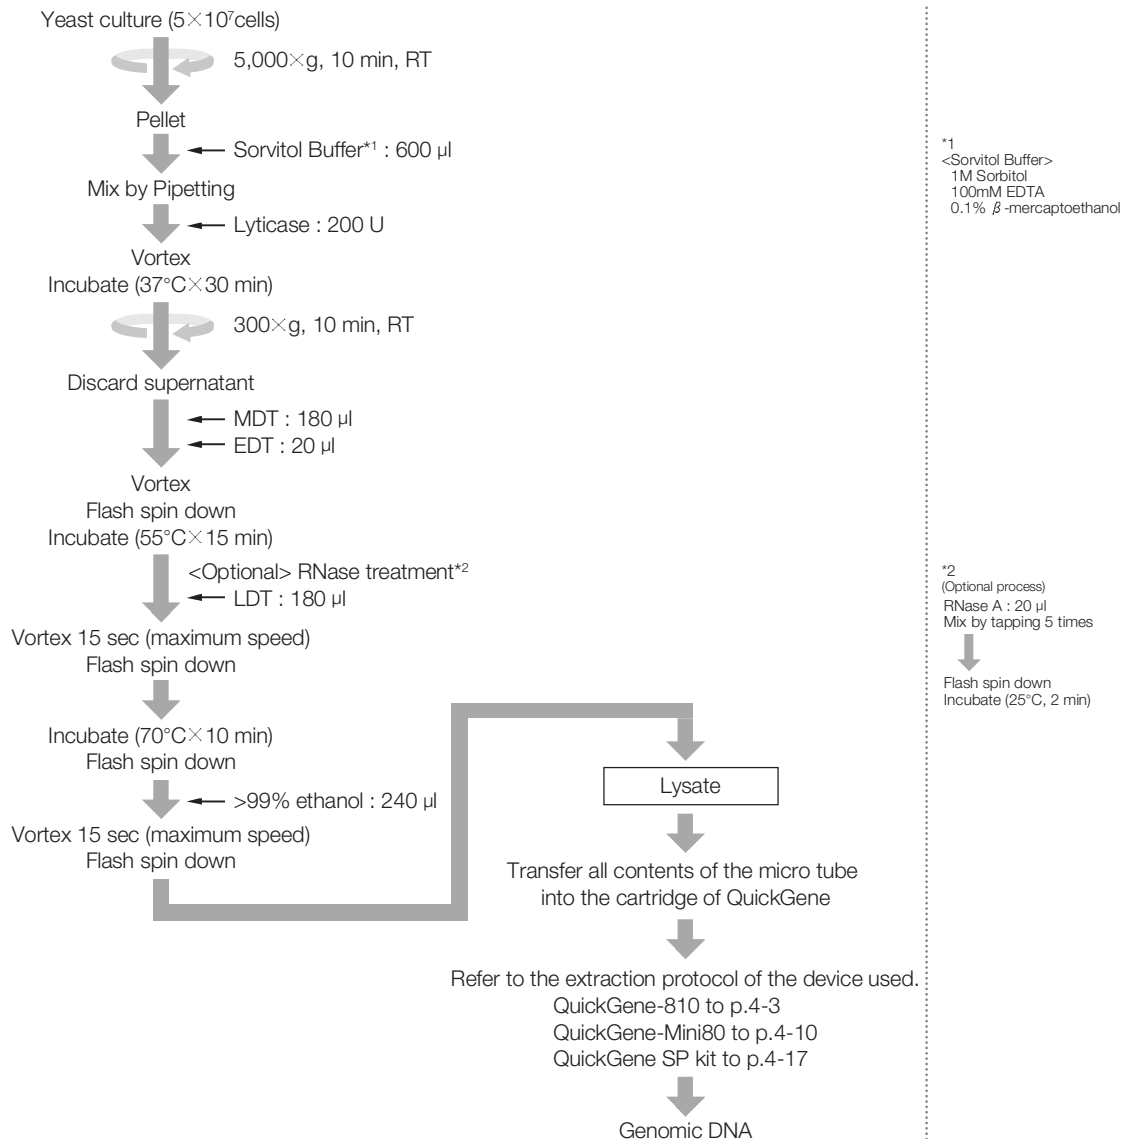 Yeast culture (5×10⁷cells)
5,000×g, 10 min, RT
Pellet
Sorvitol Buffer*¹ : 600 µl
Mix by Pipetting
Lyticase : 200 U
Vortex
Incubate (37°C×30 min)
300×g, 10 min, RT
Discard supernatant
MDT : 180 µl
EDT : 20 µl
Vortex
Flash spin down
Incubate (55°C×15 min)
<Optional> RNase treatment*²
LDT : 180 µl
Vortex 15 sec (maximum speed)
Flash spin down
Incubate (70°C×10 min)
Flash spin down
>99% ethanol : 240 µl
Vortex 15 sec (maximum speed)
Flash spin down
Lysate
Transfer all contents of the micro tube
into the cartridge of QuickGene
Refer to the extraction protocol of the device used.
QuickGene-810 to p.4-3
QuickGene-Mini80 to p.4-10
QuickGene SP kit to p.4-17
Genomic DNA
*1
<Sorvitol Buffer>
1M Sorbitol
100mM EDTA
0.1% β-mercaptoethanol
*2
(Optional process)
RNase A : 20 µl
Mix by tapping 5 times
Flash spin down
Incubate (25°C, 2 min)